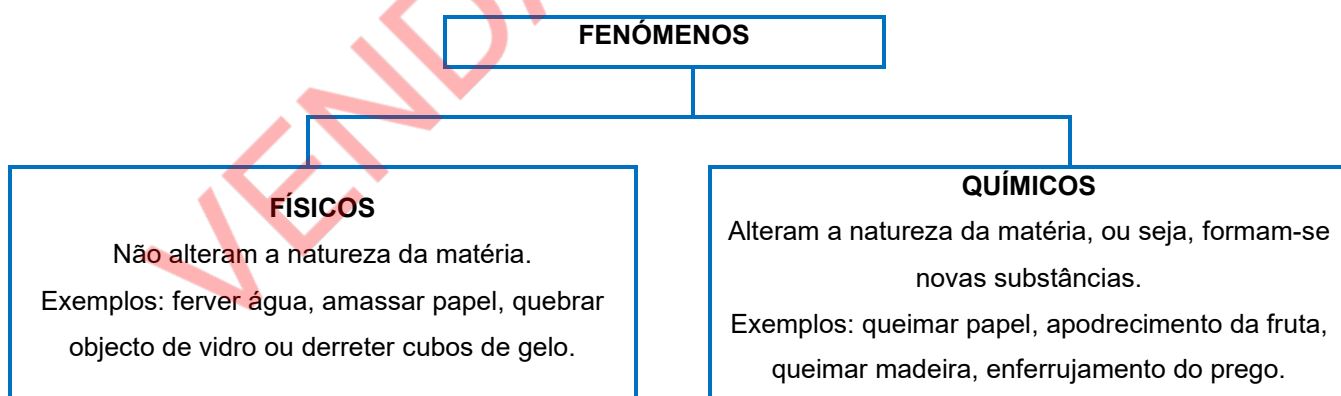 FENÓMENOS
FÍSICOS
Não alteram a natureza da matéria.
Exemplos: ferver água, amassar papel, quebrar
objecto de vidro ou derreter cubos de gelo.
QUÍMICOS
Alteram a natureza da matéria, ou seja, formam-se
novas substâncias.
Exemplos: queimar papel, apodrecimento da fruta,
queimar madeira, enferrujamento do prego.
VENDA